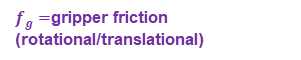 f_g =gripper friction
(rotational/translational)